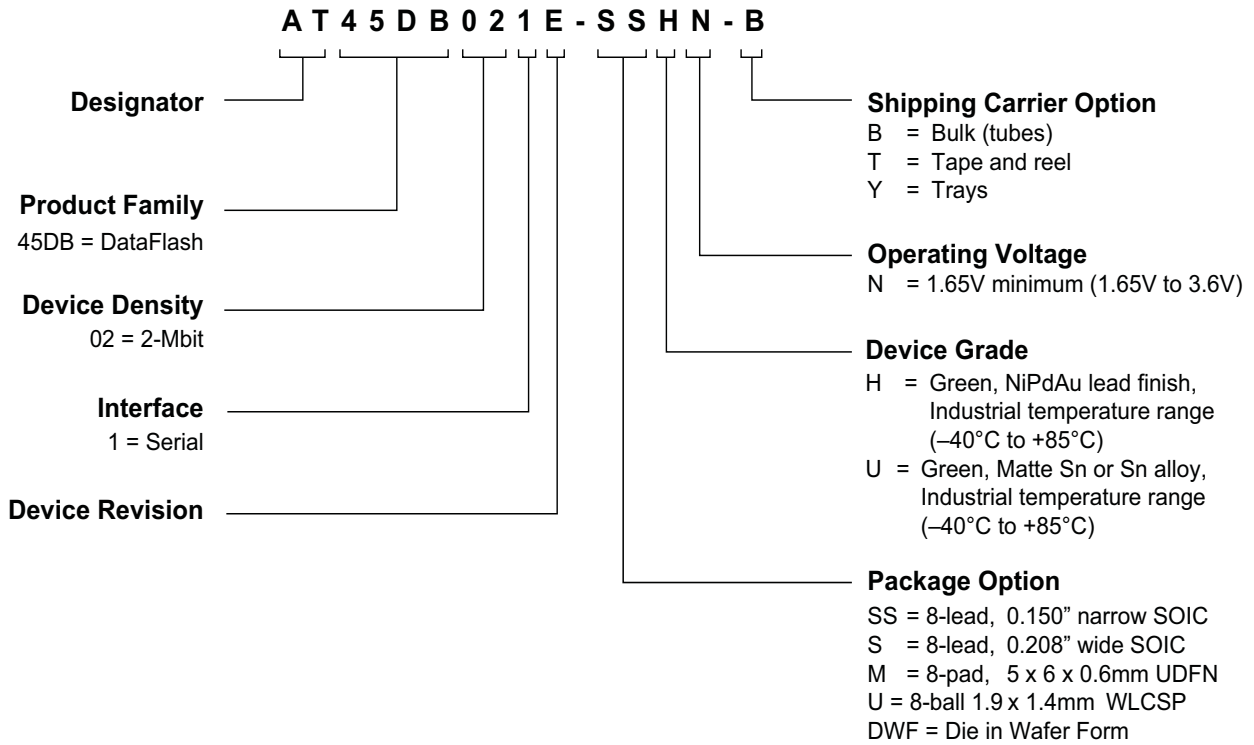 A T 4 5 D B 0 2 1 E - S S H N - B
Designator
Product Family
45DB = DataFlash
Device Density
02 = 2-Mbit
Interface
1 = Serial
Device Revision
Shipping Carrier Option
B = Bulk (tubes)
T = Tape and reel
Y = Trays
Operating Voltage
N = 1.65V minimum (1.65V to 3.6V)
Device Grade
H = Green, NiPdAu lead finish,
Industrial temperature range
(–40°C to +85°C)
U = Green, Matte Sn or Sn alloy,
Industrial temperature range
(–40°C to +85°C)
Package Option
SS = 8-lead, 0.150” narrow SOIC
S = 8-lead, 0.208” wide SOIC
M = 8-pad, 5 x 6 x 0.6mm UDFN
U = 8-ball 1.9 x 1.4mm WLCSP
DWF = Die in Wafer Form